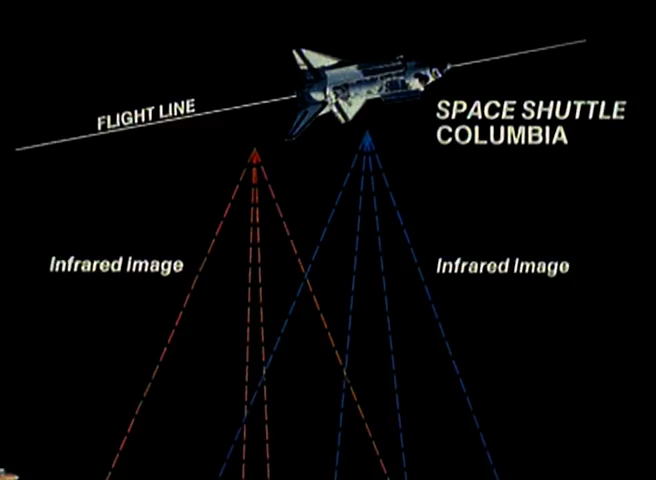 FLIGHT LINE
SPACE SHUTTLE
COLUMBIA
Infrared Image
Infrared Image